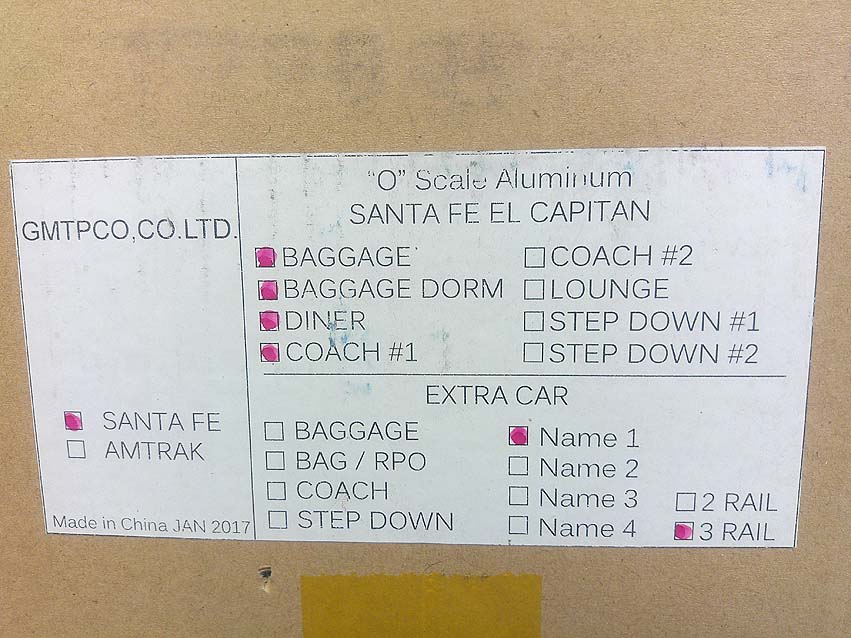 GMTPCO,CO.LTD.
SANTA FE
AMTRAK
Made in China JAN 2017
"O" Scale Aluminum
SANTA FE EL CAPITAN
BAGGAGE
BAGGAGE DORM
DINER
COACH #1
COACH #2
LOUNGE
STEP DOWN #1
STEP DOWN #2
EXTRA CAR
BAGGAGE
BAG / RPO
COACH
STEP DOWN
Name 1
Name 2
Name 3
Name 4
2 RAIL
3 RAIL